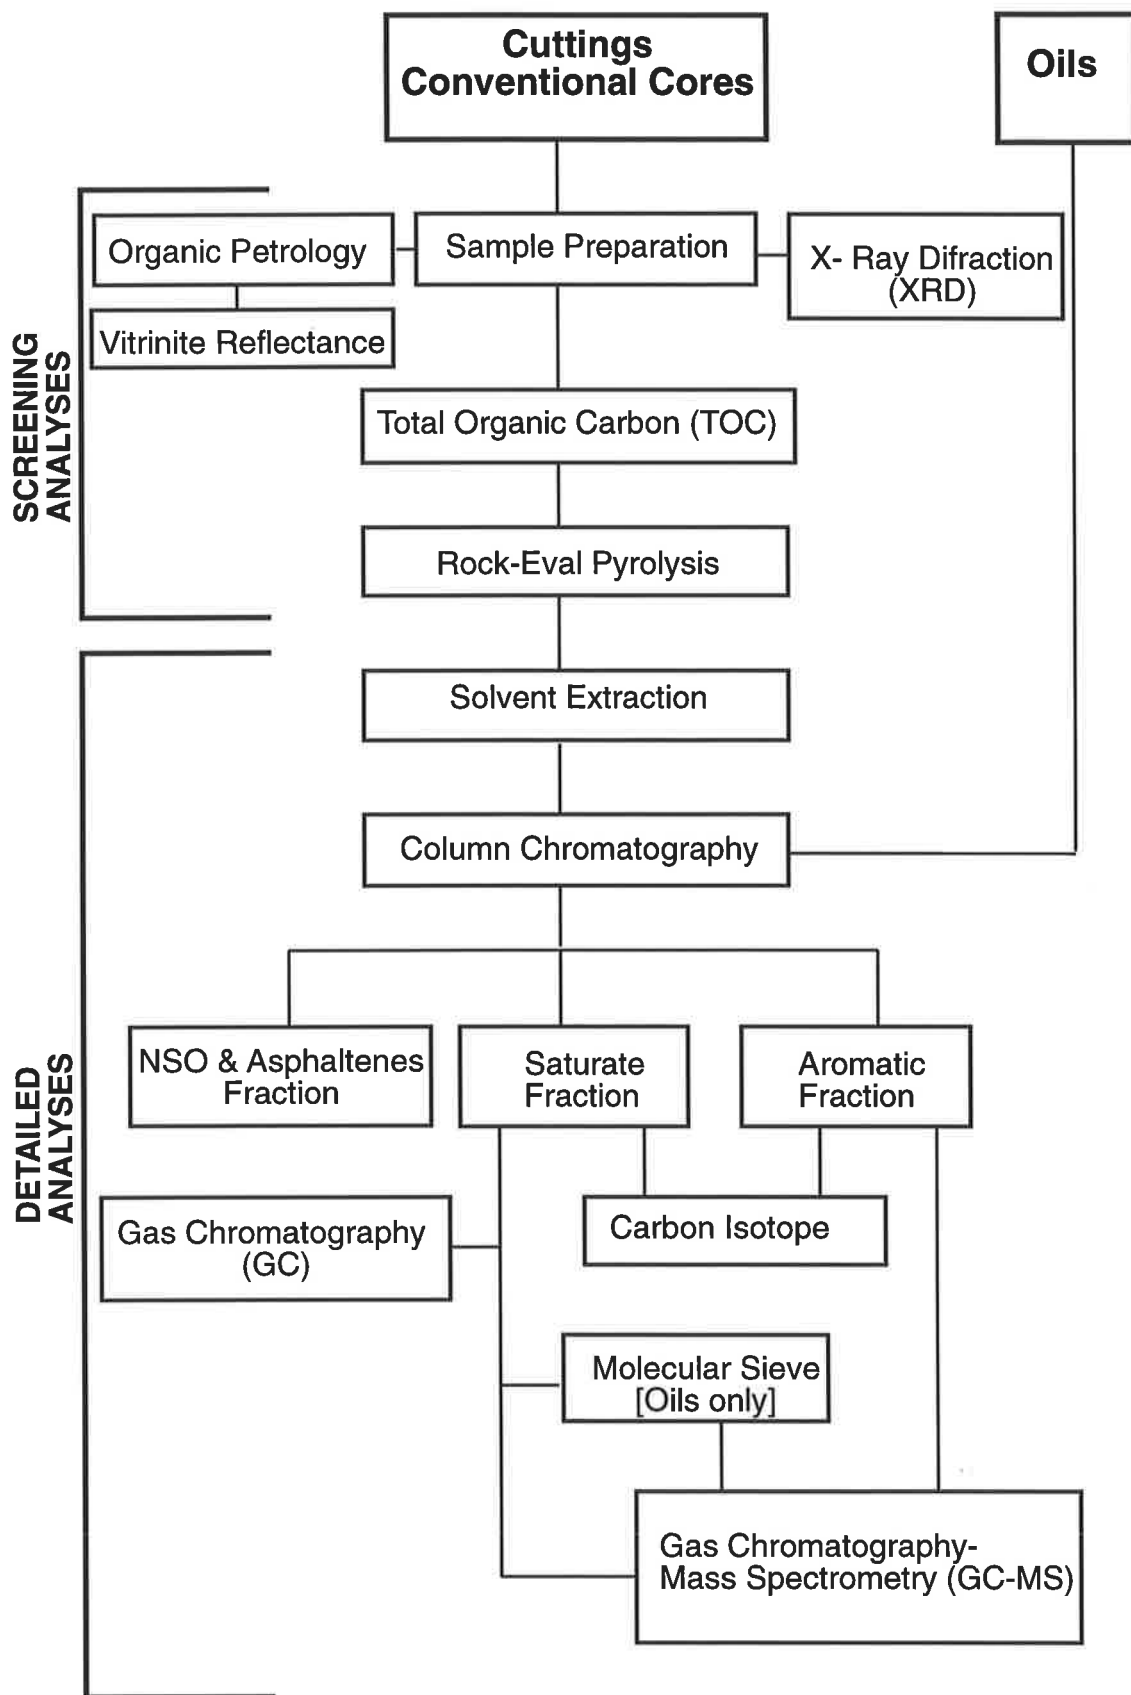 Cuttings
Conventional Cores
Oils
SCREENING
ANALYSES
Organic Petrology
Sample Preparation
X- Ray Difraction
(XRD)
Vitrinite Reflectance
Total Organic Carbon (TOC)
Rock-Eval Pyrolysis
DETAILED
ANALYSES
Solvent Extraction
Column Chromatography
NSO & Asphaltenes
Fraction
Saturate
Fraction
Aromatic
Fraction
Gas Chromatography
(GC)
Carbon Isotope
Molecular Sieve
[Oils only]
Gas Chromatography-
Mass Spectrometry (GC-MS)